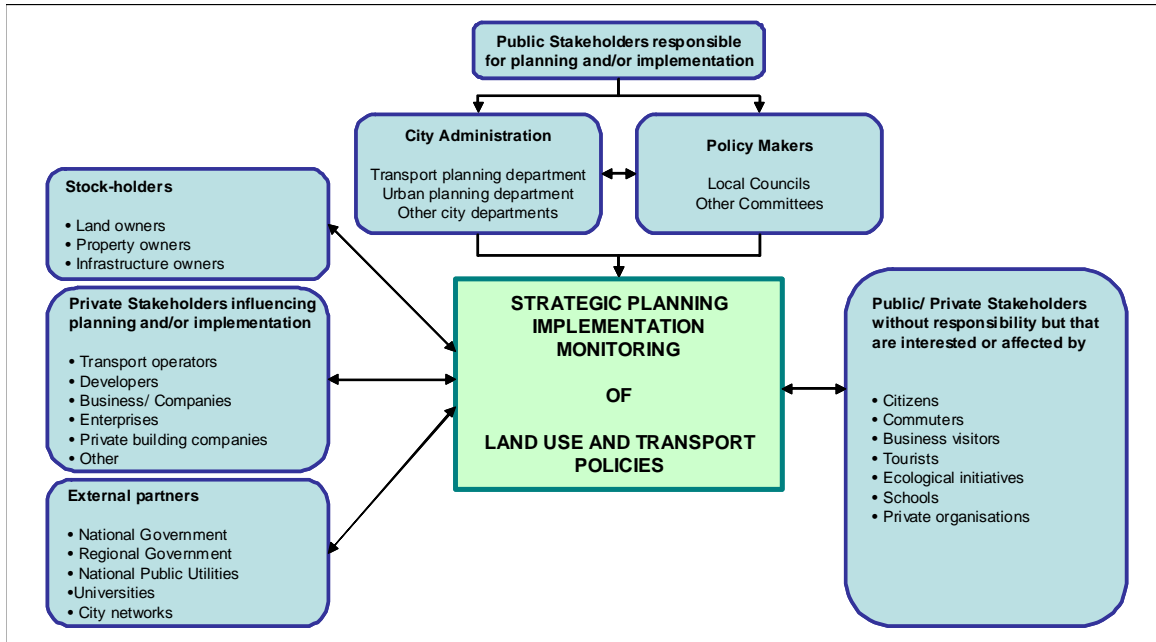 Public Stakeholders responsible
for planning and/or implementation
City Administration
Transport planning department
Urban planning department
Other city departments
Policy Makers
Local Councils
Other Committees
Stock-holders
• Land owners
• Property owners
• Infrastructure owners
Private Stakeholders influencing
planning and/or implementation
• Transport operators
• Developers
• Business/ Companies
• Enterprises
• Private building companies
• Other
External partners
• National Government
• Regional Government
• National Public Utilities
•Universities
• City networks
STRATEGIC PLANNING
IMPLEMENTATION
MONITORING
OF
LAND USE AND TRANSPORT
POLICIES
Public/ Private Stakeholders
without responsibility but that
are interested or affected by
• Citizens
• Commuters
• Business visitors
• Tourists
• Ecological initiatives
• Schools
• Private organisations